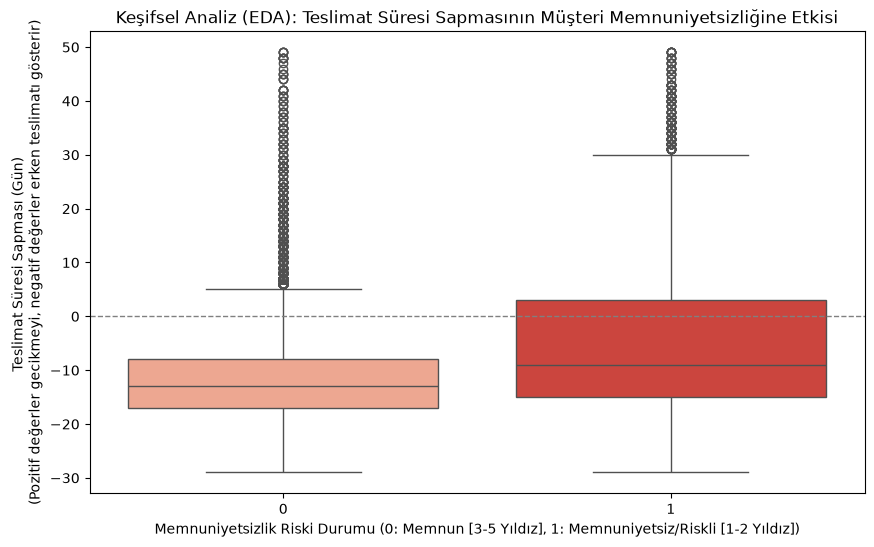 Keşifsel Analiz (EDA): Teslimat Süresi Sapmasının Müşteri Memnuniyetsizliğine Etkisi
Teslimat Süresi Sapması (Gün)
(Pozitif değerler gecikmeyi, negatif değerler erken teslimatı gösterir)
50
40
30
20
10
0
−10
−20
−30
0
1
Memnuniyetsizlik Riski Durumu (0: Memnun [3-5 Yıldız], 1: Memnuniyetsiz/Riskli [1-2 Yıldız])